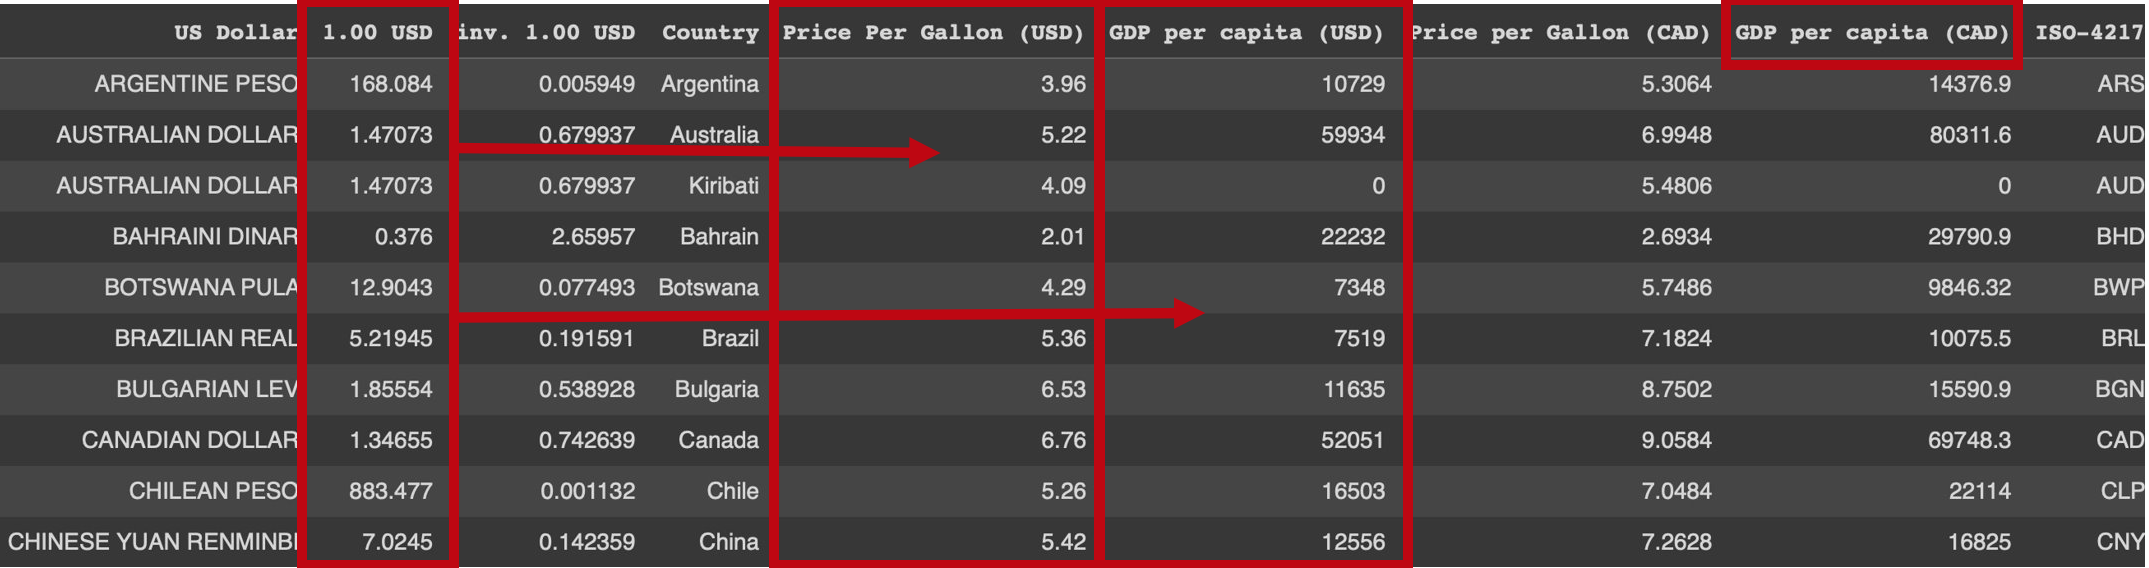 US Dollar 1.00 USD inv. 1.00 USD Country Price Per Gallon (USD) GDP per capita (USD) Price per Gallon (CAD) GDP per capita (CAD) ISO-4217
ARGENTINE PESO 168.084 0.005949 Argentina 3.96 10729 5.3064 14376.9 ARS
AUSTRALIAN DOLLAR 1.47073 0.679937 Australia 5.22 59934 6.9948 80311.6 AUD
AUSTRALIAN DOLLAR 1.47073 0.679937 Kiribati 4.09 0 5.4806 0 AUD
BAHRAINI DINAR 0.376 2.65957 Bahrain 2.01 22232 2.6934 29790.9 BHD
BOTSWANA PULA 12.9043 0.077493 Botswana 4.29 7348 5.7486 9846.32 BWP
BRAZILIAN REAL 5.21945 0.191591 Brazil 5.36 7519 7.1824 10075.5 BRL
BULGARIAN LEV 1.85554 0.538928 Bulgaria 6.53 11635 8.7502 15590.9 BGN
CANADIAN DOLLAR 1.34655 0.742639 Canada 6.76 52051 9.0584 69748.3 CAD
CHILEAN PESO 883.477 0.001132 Chile 5.26 16503 7.0484 22114 CLP
CHINESE YUAN RENMINBI 7.0245 0.142359 China 5.42 12556 7.2628 16825 CNY